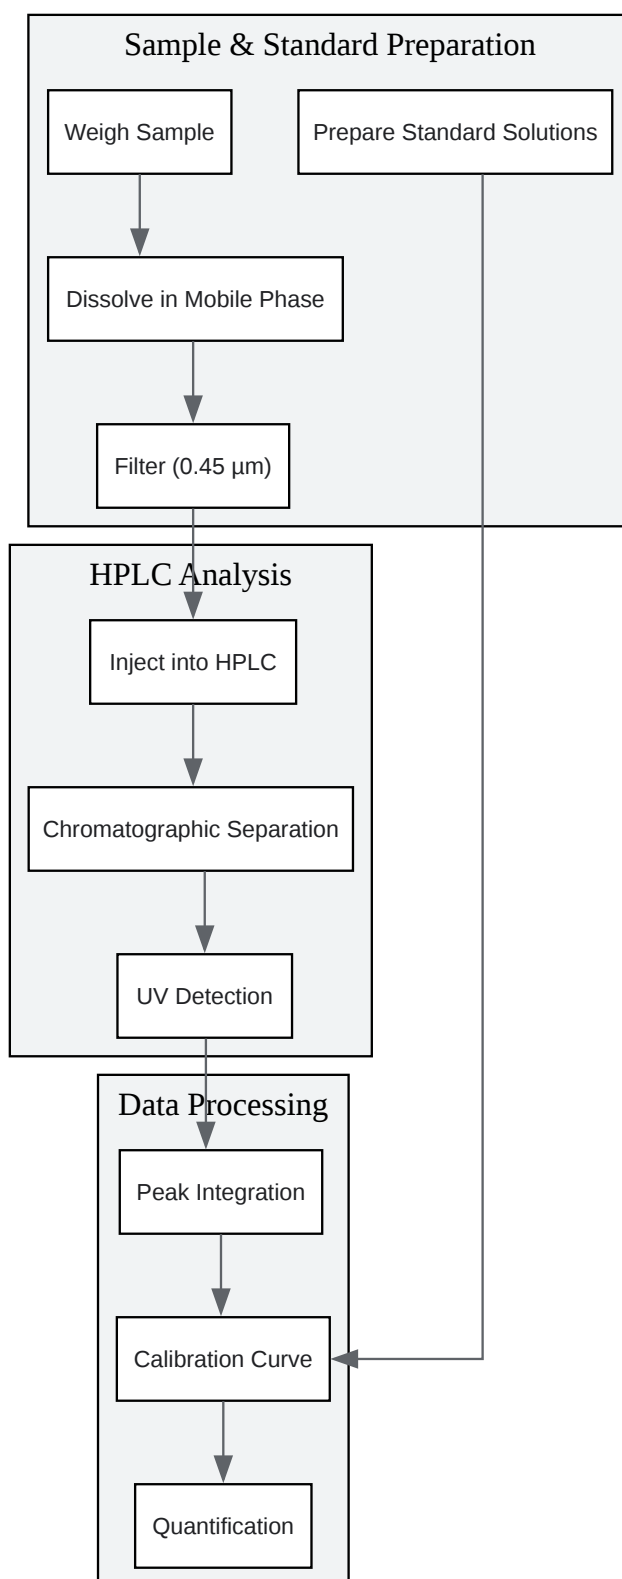 Sample & Standard Preparation
Weigh Sample
Prepare Standard Solutions
Dissolve in Mobile Phase
Filter (0.45 µm)
HPLC Analysis
Inject into HPLC
Chromatographic Separation
UV Detection
Data Processing
Peak Integration
Calibration Curve
Quantification